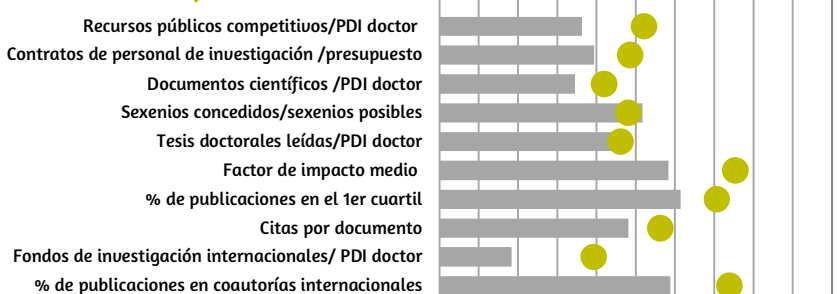 Recursos públicos competitivos/PDI doctor
Contratos de personal de investigación /presupuesto
Documentos científicos /PDI doctor
Sexenios concedidos/sexenios posibles
Tesis doctorales leídas/PDI doctor
Factor de impacto medio
% de publicaciones en el 1er cuartil
Citas por documento
Fondos de investigación internacionales/ PDI doctor
% de publicaciones en coautorías internacionales